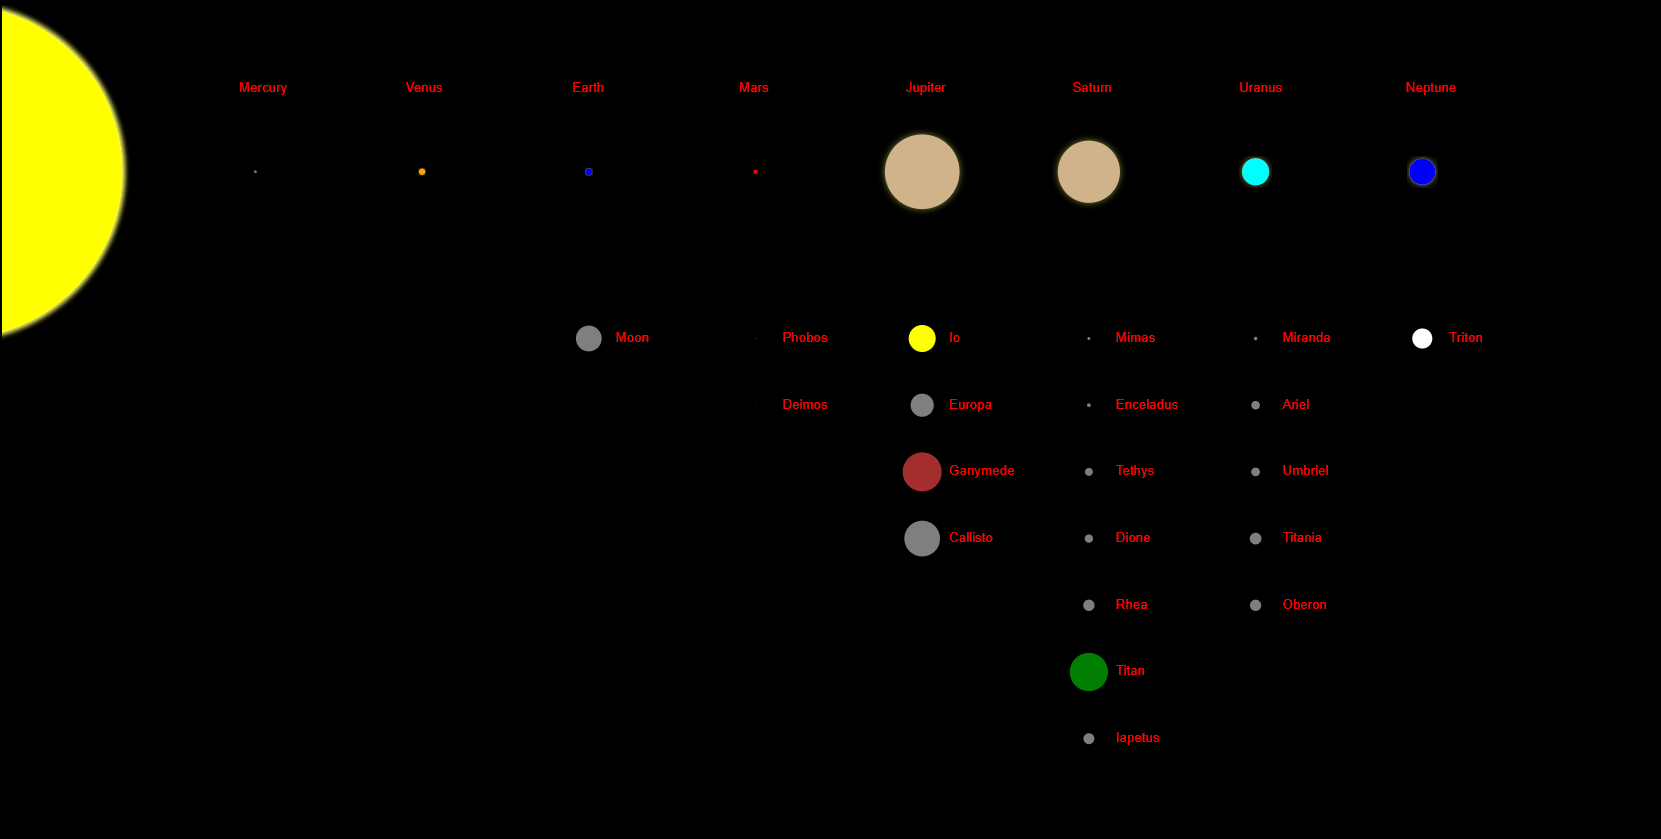 Mercury Venus Earth Mars Jupiter Saturn Uranus Neptune
Moon Phobos Io Mimas Miranda Triton
Deimos Europa Enceladus Ariel
Ganymede Tethys Umbriel
Callisto Dione Titania
Rhea Oberon
Titan
Iapetus